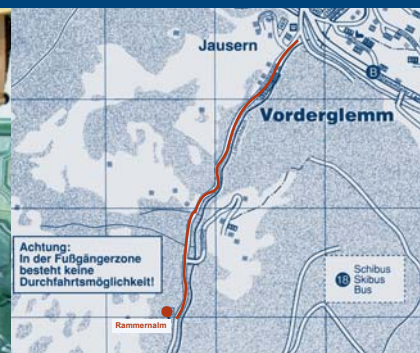 Jausern
B
Vorderglemm
Achtung:
In der Fußgängerzone
besteht keine
Durchfahrtsmöglichkeit!
18
Schibus
Skibus
Bus
Rammernalm